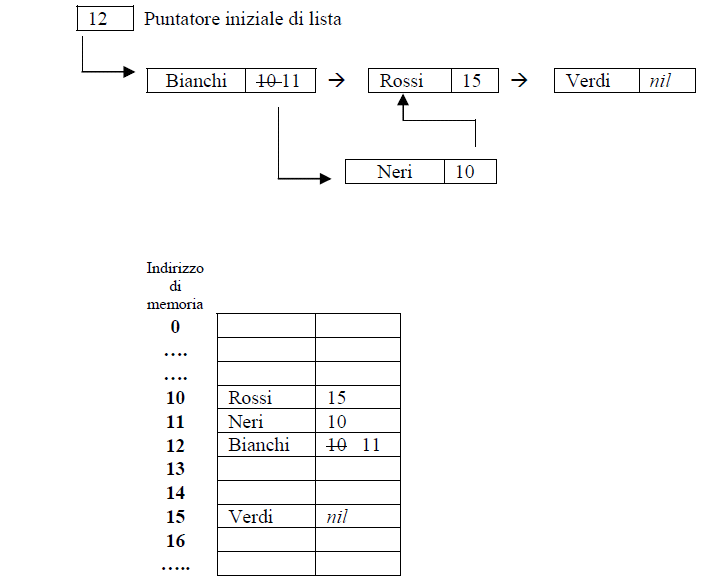 12 Puntatore iniziale di lista
Bianchi 10 11 → Rossi 15 → Verdi nil
Neri 10
Indirizzo
di
memoria
0
….
….
10 Rossi 15
11 Neri 10
12 Bianchi 10 11
13
14
15 Verdi nil
16
…..